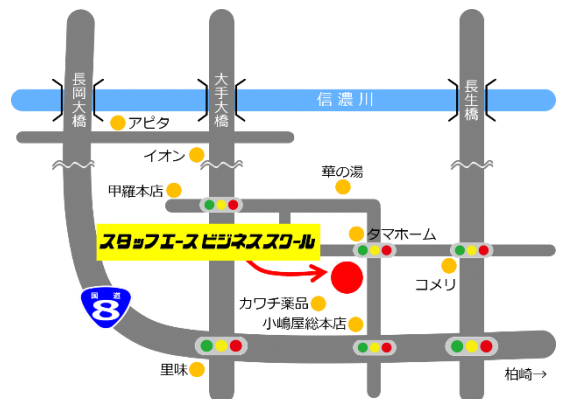 長岡大橋
大手大橋
長生橋
信濃川
アピタ
イオン
華の湯
甲羅本店
タマホーム
スタッフエースビジネススクール
コメリ
カワチ薬品
国道
8
小嶋屋総本店
里味
柏崎→